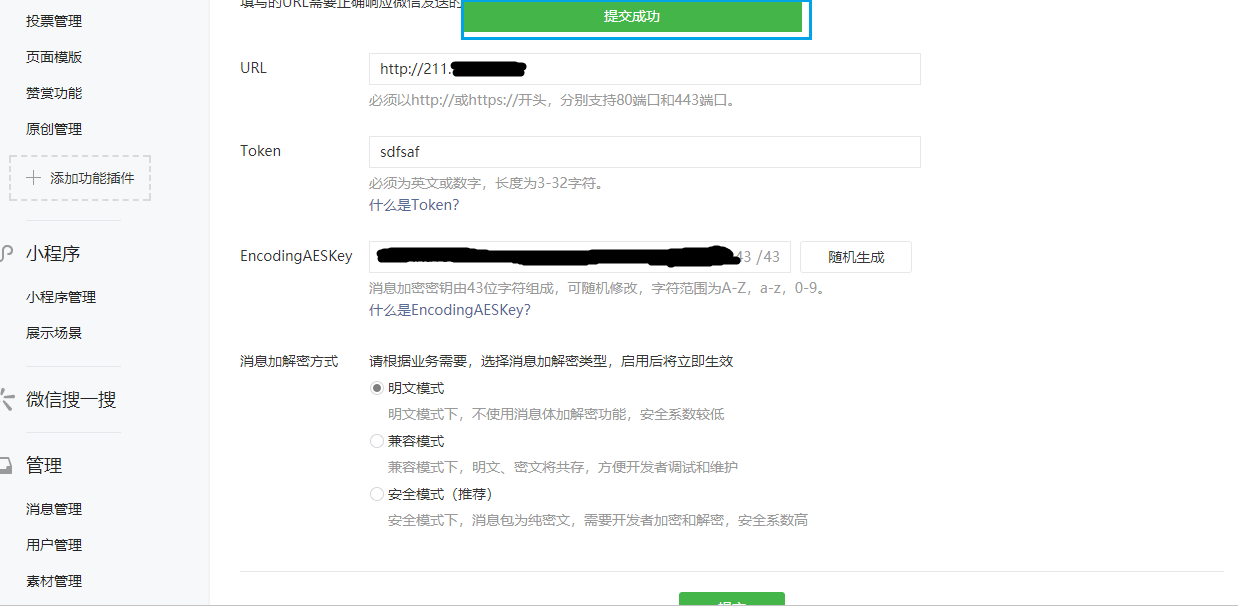 投票管理
页面模版
赞赏功能
原创管理
添加功能插件
小程序
小程序管理
展示场景
微信搜一搜
管理
消息管理
用户管理
素材管理
填写的URL需要正确响应微信发送的
提交成功
URL
http://211.
必须以http://或https://开头，分别支持80端口和443端口。
Token
sdfsaf
必须为英文或数字，长度为3-32字符。
什么是Token?
EncodingAESKey
43 /43
随机生成
消息加密密钥由43位字符组成，可随机修改，字符范围为A-Z，a-z，0-9。
什么是EncodingAESKey?
消息加解密方式
请根据业务需要，选择消息加解密类型，启用后将立即生效
明文模式
明文模式下，不使用消息体加解密功能，安全系数较低
兼容模式
兼容模式下，明文、密文将共存，方便开发者调试和维护
安全模式（推荐）
安全模式下，消息包为纯密文，需要开发者加密和解密，安全系数高